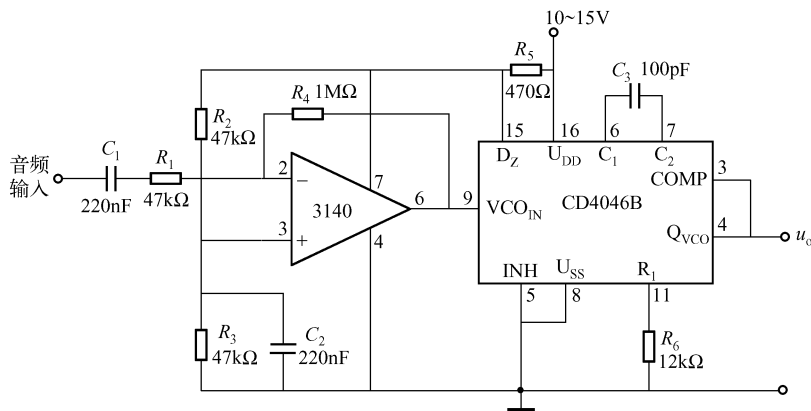 10~15V
R5
470Ω
C3 100pF
R4 1MΩ
R2
47kΩ
15 16 6 7
DZ UDD C1 C2
COMP 3
音频
输入
C1
220nF
R1
47kΩ
2
−
7
3140
6
9
VCOIN
CD4046B
3
+
4
QVCO
4
uo
INH USS R1
5 8 11
R3
47kΩ
C2
220nF
R6
12kΩ